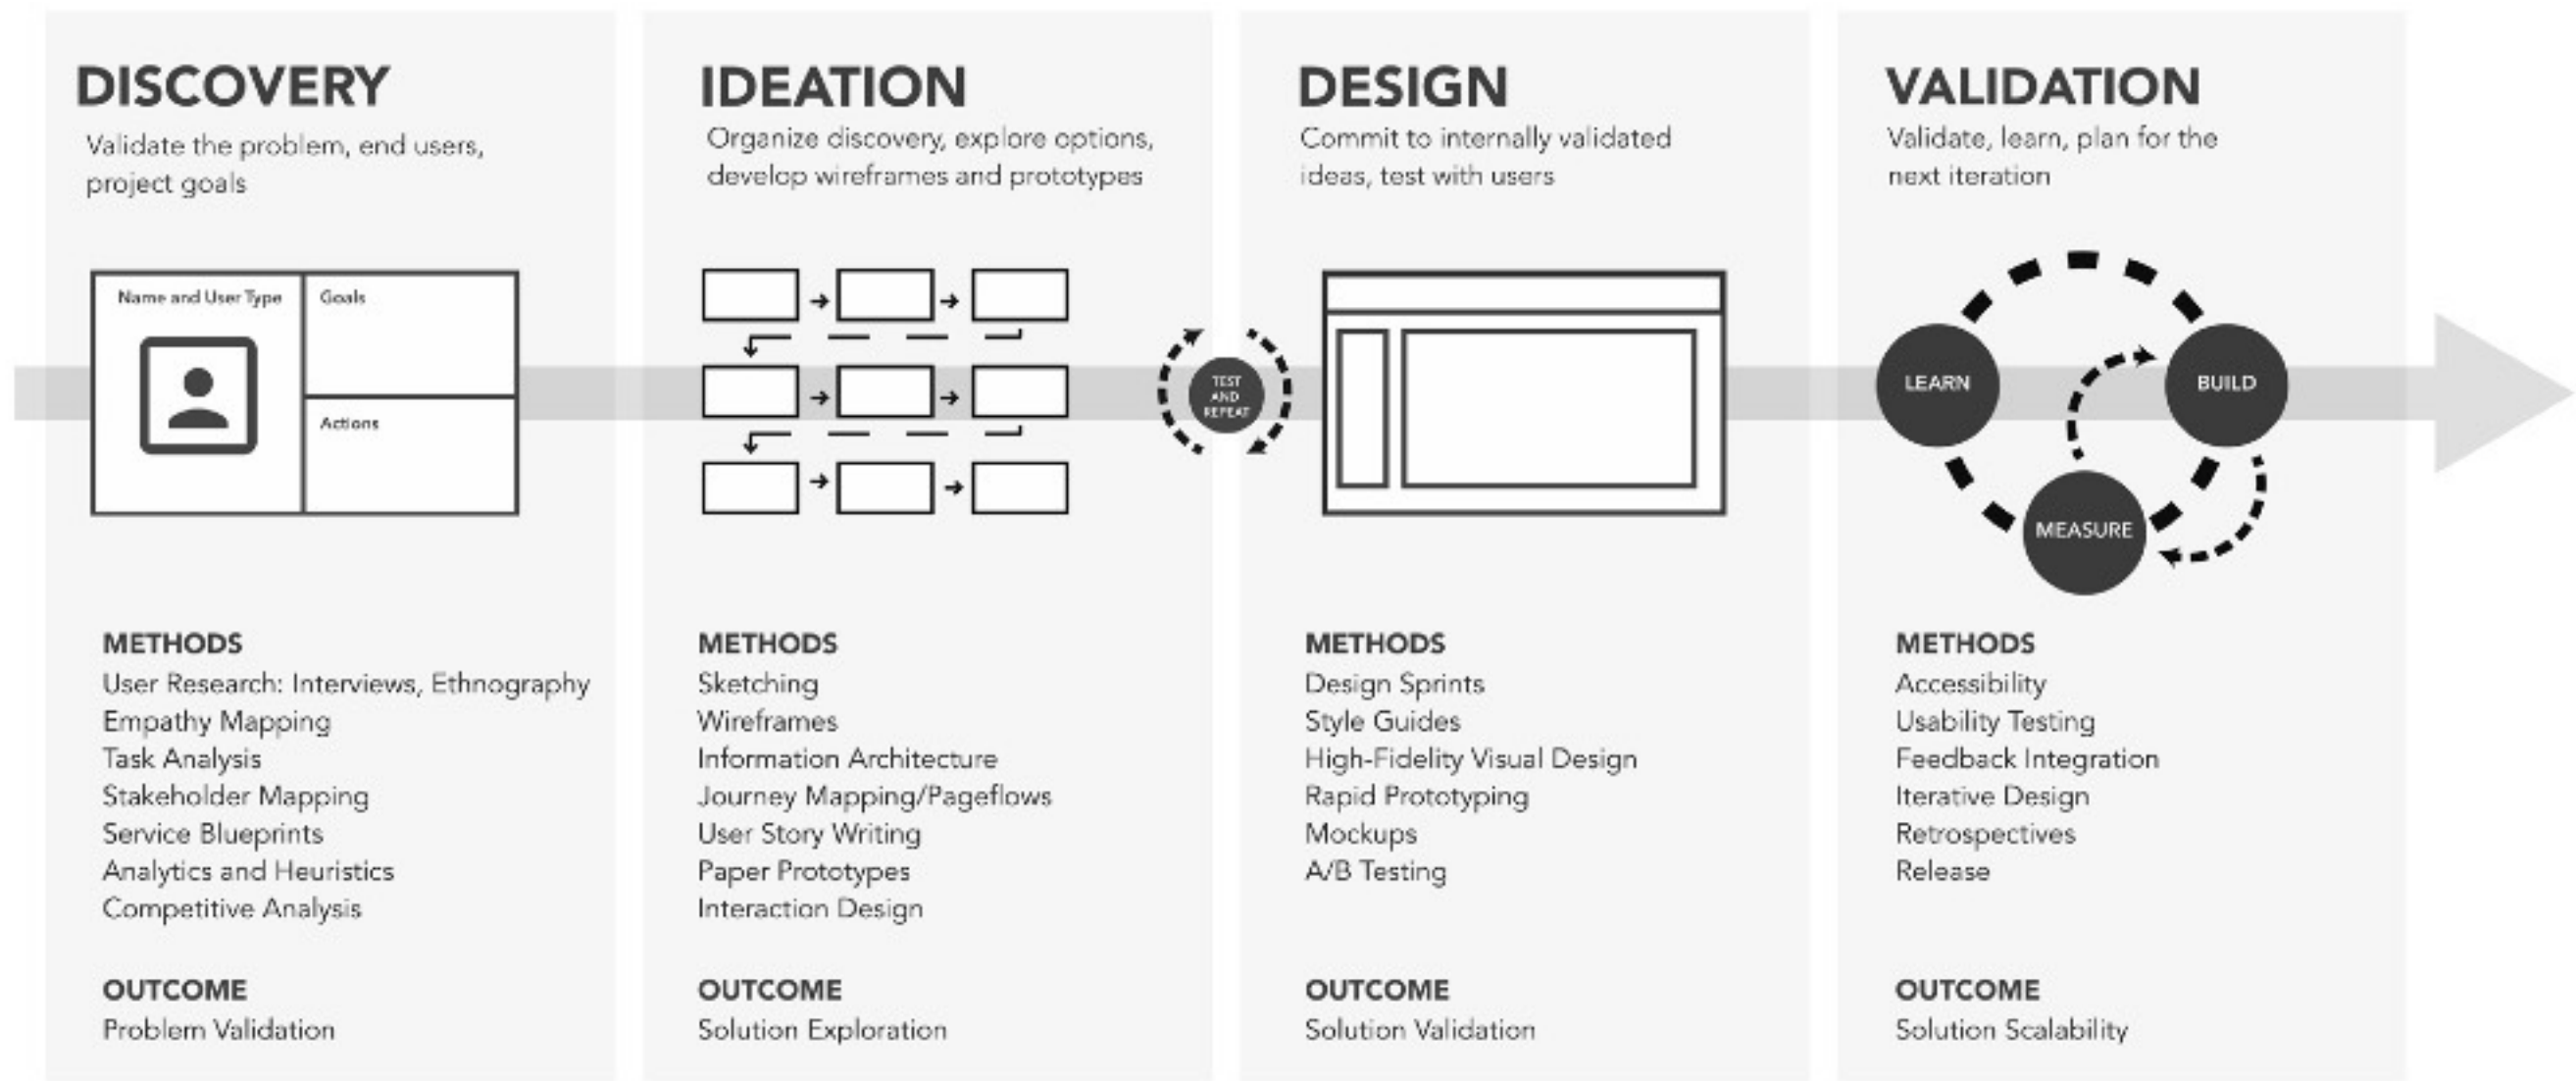 DISCOVERY
Validate the problem, end users,
project goals
Name and User Type
Goals
Actions
METHODS
User Research: Interviews, Ethnography
Empathy Mapping
Task Analysis
Stakeholder Mapping
Service Blueprints
Analytics and Heuristics
Competitive Analysis
OUTCOME
Problem Validation
IDEATION
Organize discovery, explore options,
develop wireframes and prototypes
TEST
AND
REPEAT
METHODS
Sketching
Wireframes
Information Architecture
Journey Mapping/Pageflows
User Story Writing
Paper Prototypes
Interaction Design
OUTCOME
Solution Exploration
DESIGN
Commit to internally validated
ideas, test with users
METHODS
Design Sprints
Style Guides
High-Fidelity Visual Design
Rapid Prototyping
Mockups
A/B Testing
OUTCOME
Solution Validation
VALIDATION
Validate, learn, plan for the
next iteration
LEARN
BUILD
MEASURE
METHODS
Accessibility
Usability Testing
Feedback Integration
Iterative Design
Retrospectives
Release
OUTCOME
Solution Scalability